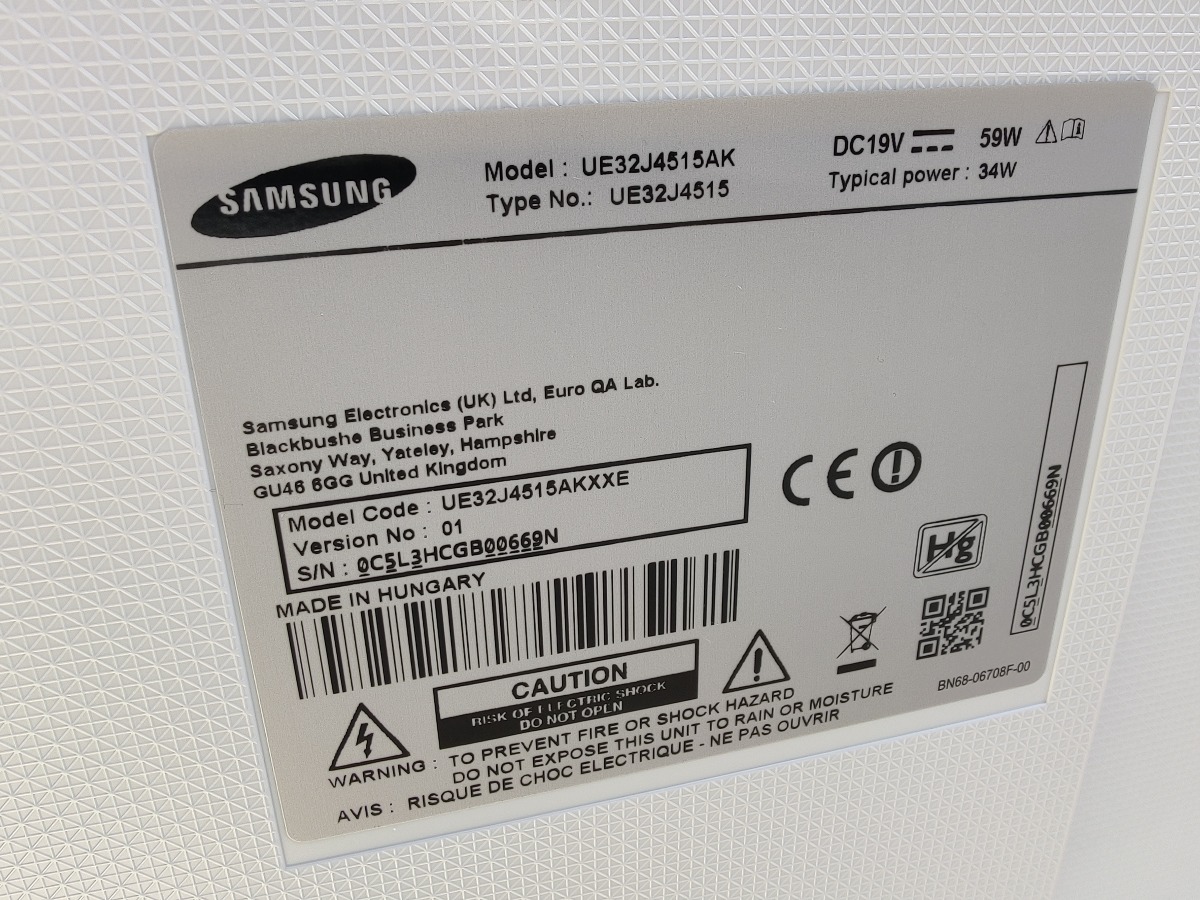 SAMSUNG
Model : UE32J4515AK
Type No.: UE32J4515
DC19V 59W
Typical power : 34W
Samsung Electronics (UK) Ltd, Euro QA Lab.
Blackbushe Business Park
Saxony Way, Yateley, Hampshire
GU46 6GG United Kingdom
Model Code : UE32J4515AKXXE
Version No : 01
S/N : 0C5L3HCGB00669N
MADE IN HUNGARY
CE
Hg
0C5L3HCGB00669N
BN68-06708F-00
CAUTION
RISK OF ELECTRIC SHOCK
DO NOT OPEN
WARNING : TO PREVENT FIRE OR SHOCK HAZARD
DO NOT EXPOSE THIS UNIT TO RAIN OR MOISTURE
AVIS : RISQUE DE CHOC ELECTRIQUE - NE PAS OUVRIR